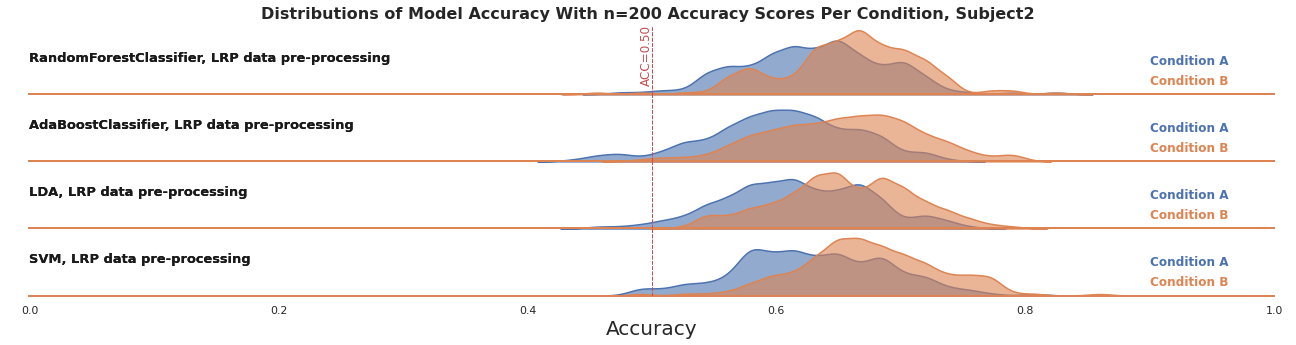 Distributions of Model Accuracy With n=200 Accuracy Scores Per Condition, Subject2
ACC=0.50
RandomForestClassifier, LRP data pre-processing
Condition A
Condition B
AdaBoostClassifier, LRP data pre-processing
Condition A
Condition B
LDA, LRP data pre-processing
Condition A
Condition B
SVM, LRP data pre-processing
Condition A
Condition B
0.0 0.2 0.4 0.6 0.8 1.0
Accuracy